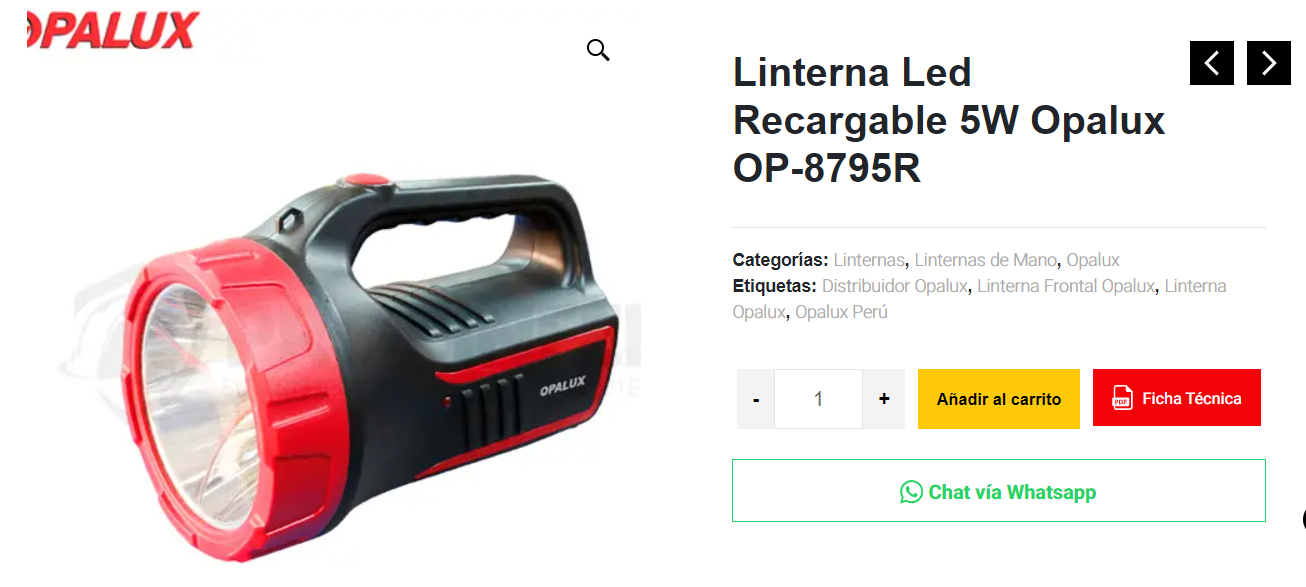 OPALUX
Linterna Led
Recargable 5W Opalux
OP-8795R
Categorías: Linternas, Linternas de Mano, Opalux
Etiquetas: Distribuidor Opalux, Linterna Frontal Opalux, Linterna
Opalux, Opalux Perú
OPALUX
- 1 + Añadir al carrito PDF Ficha Técnica
Chat vía Whatsapp